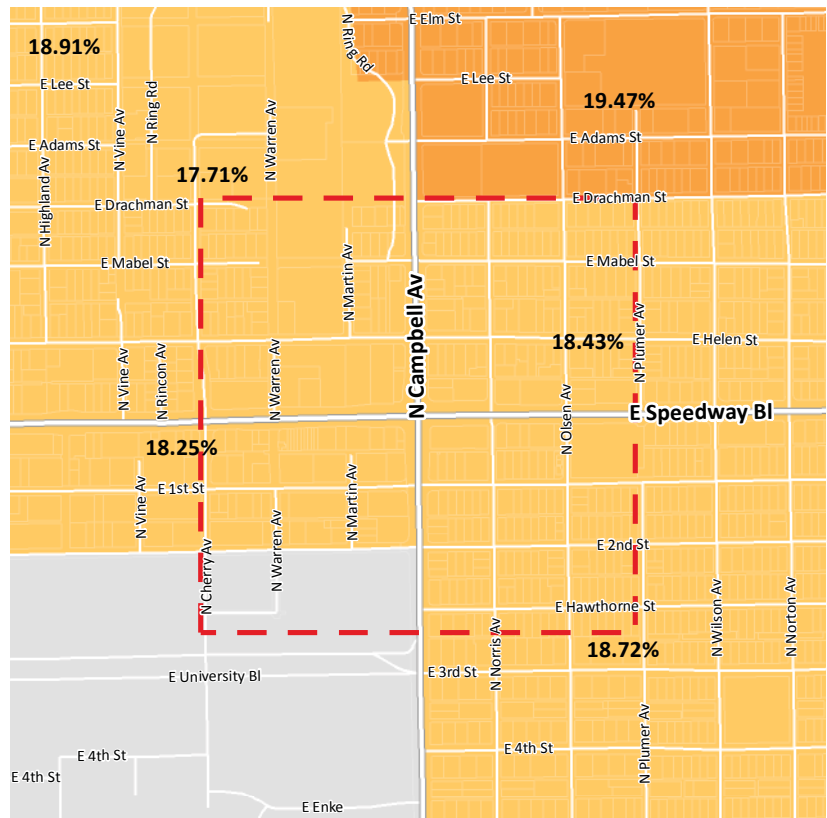 E Elm St
N Ring Rd
18.91%
E Lee St
E Lee St
19.47%
N Ring Rd
N Vine Av
N Warren Av
E Adams St
E Adams St
17.71%
N Highland Av
E Drachman St
E Drachman St
E Mabel St
E Mabel St
N Martin Av
N Campbell Av
18.43%
N Plumer Av
E Helen St
N Vine Av
N Rincon Av
N Warren Av
N Olsen Av
E Speedway Bl
18.25%
E 1st St
N Vine Av
N Martin Av
N Warren Av
E 2nd St
N Cherry Av
E Hawthorne St
N Wilson Av
N Norton Av
N Norris Av
18.72%
E University Bl
E 3rd St
N Plumer Av
E 4th St
E 4th St
E 4th St
E Enke